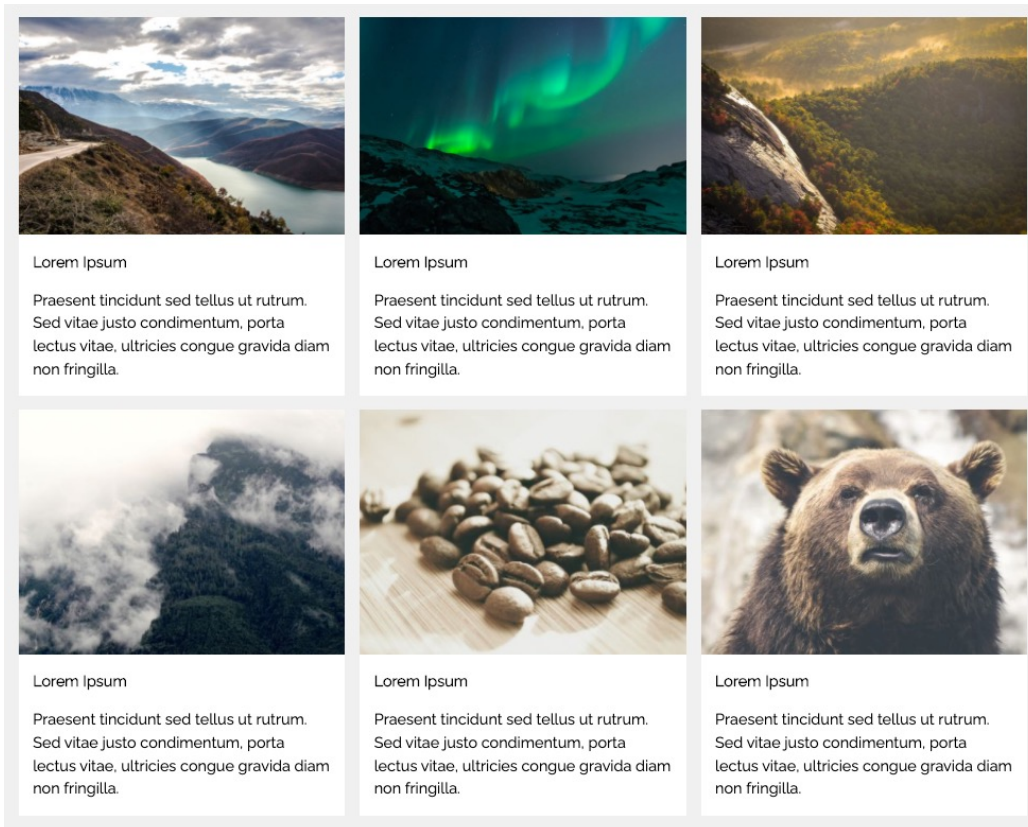 Lorem Ipsum
Praesent tincidunt sed tellus ut rutrum.
Sed vitae justo condimentum, porta
lectus vitae, ultricies congue gravida diam
non fringilla.
Lorem Ipsum
Praesent tincidunt sed tellus ut rutrum.
Sed vitae justo condimentum, porta
lectus vitae, ultricies congue gravida diam
non fringilla.
Lorem Ipsum
Praesent tincidunt sed tellus ut rutrum.
Sed vitae justo condimentum, porta
lectus vitae, ultricies congue gravida diam
non fringilla.
Lorem Ipsum
Praesent tincidunt sed tellus ut rutrum.
Sed vitae justo condimentum, porta
lectus vitae, ultricies congue gravida diam
non fringilla.
Lorem Ipsum
Praesent tincidunt sed tellus ut rutrum.
Sed vitae justo condimentum, porta
lectus vitae, ultricies congue gravida diam
non fringilla.
Lorem Ipsum
Praesent tincidunt sed tellus ut rutrum.
Sed vitae justo condimentum, porta
lectus vitae, ultricies congue gravida diam
non fringilla.